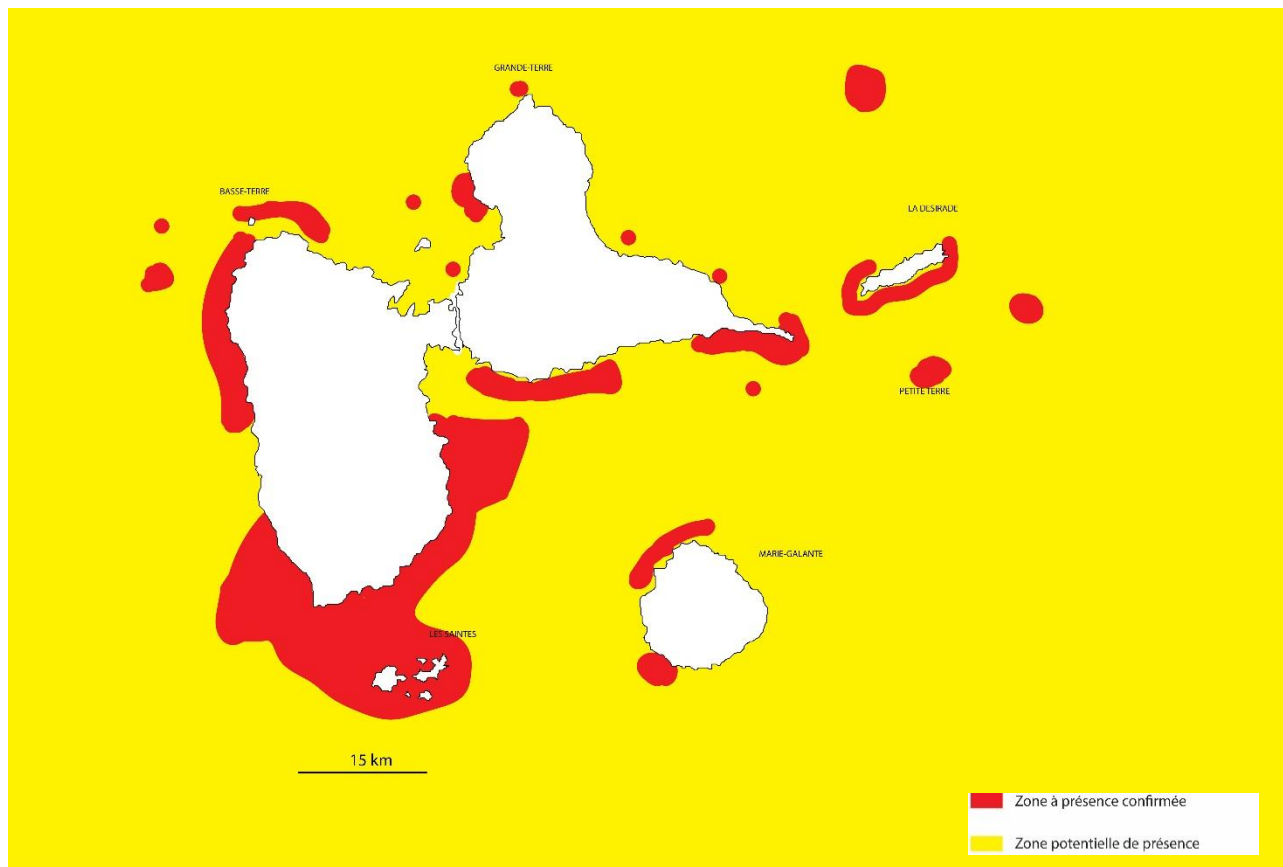 GRANDE-TERRE
BASSE-TERRE
LA DESIRADE
PETITE TERRE
MARIE-GALANTE
LES SAINTES
15 km
Zone à présence confirmée
Zone potentielle de présence